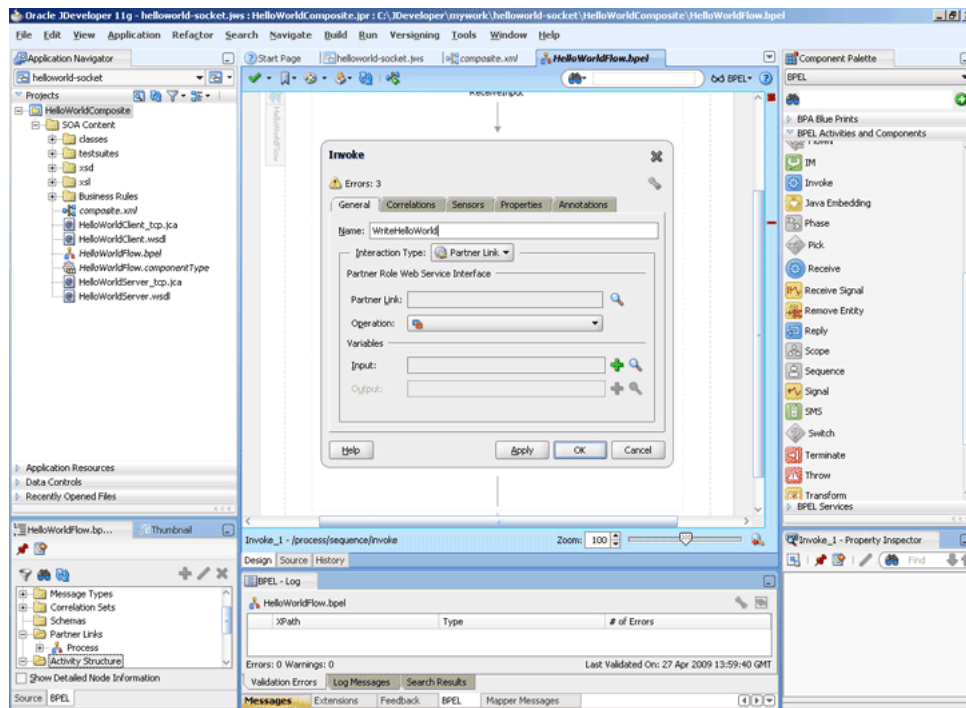 Oracle JDeveloper 11g - helloworld-socket.jws : HelloWorldComposite.jpr : C:\JDeveloper\mywork\helloworld-socket\HelloWorldComposite\HelloWorldFlow.bpel
File Edit View Application Refactor Search Navigate Build Run Versioning Tools Window Help
Application Navigator
helloworld-socket
Projects
HelloWorldComposite
SOA Content
classes
testsuites
xsd
xsl
Business Rules
composite.xml
HelloWorldClient_tcp.jca
HelloWorldClient.wsdl
HelloWorldFlow.bpel
HelloWorldFlow.componentType
HelloWorldServer_tcp.jca
HelloWorldServer.wsdl
Application Resources
Data Controls
Recently Opened Files
HelloWorldFlow.bp... Thumbnail
Message Types
Correlation Sets
Schemas
Partner Links
Process
Activity Structure
Show Detailed Node Information
Source BPEL
Start Page helloworld-socket.jws composite.xml HelloWorldFlow.bpel
BPEL
ReceiveInput
HelloWorldFlow
Invoke
Errors: 3
General Correlations Sensors Properties Annotations
Name: WriteHelloWorld
Interaction Type: Partner Link
Partner Role Web Service Interface
Partner Link:
Operation:
Variables
Input:
Output:
Help Apply OK Cancel
Invoke_1 - /process/sequence/invoke Zoom: 100
Design Source History
BPEL - Log
HelloWorldFlow.bpel
XPath Type # of Errors
Errors: 0 Warnings: 0 Last Validated On: 27 Apr 2009 13:59:40 GMT
Validation Errors Log Messages Search Results
Messages Extensions Feedback BPEL Mapper Messages
Component Palette
BPEL
BPA Blue Prints
BPEL Activities and Components
IM
Invoke
Java Embedding
Phase
Pick
Receive
Receive Signal
Remove Entity
Reply
Scope
Sequence
Signal
SMS
Switch
Terminate
Throw
Transform
BPEL Services
Invoke_1 - Property Inspector
Find